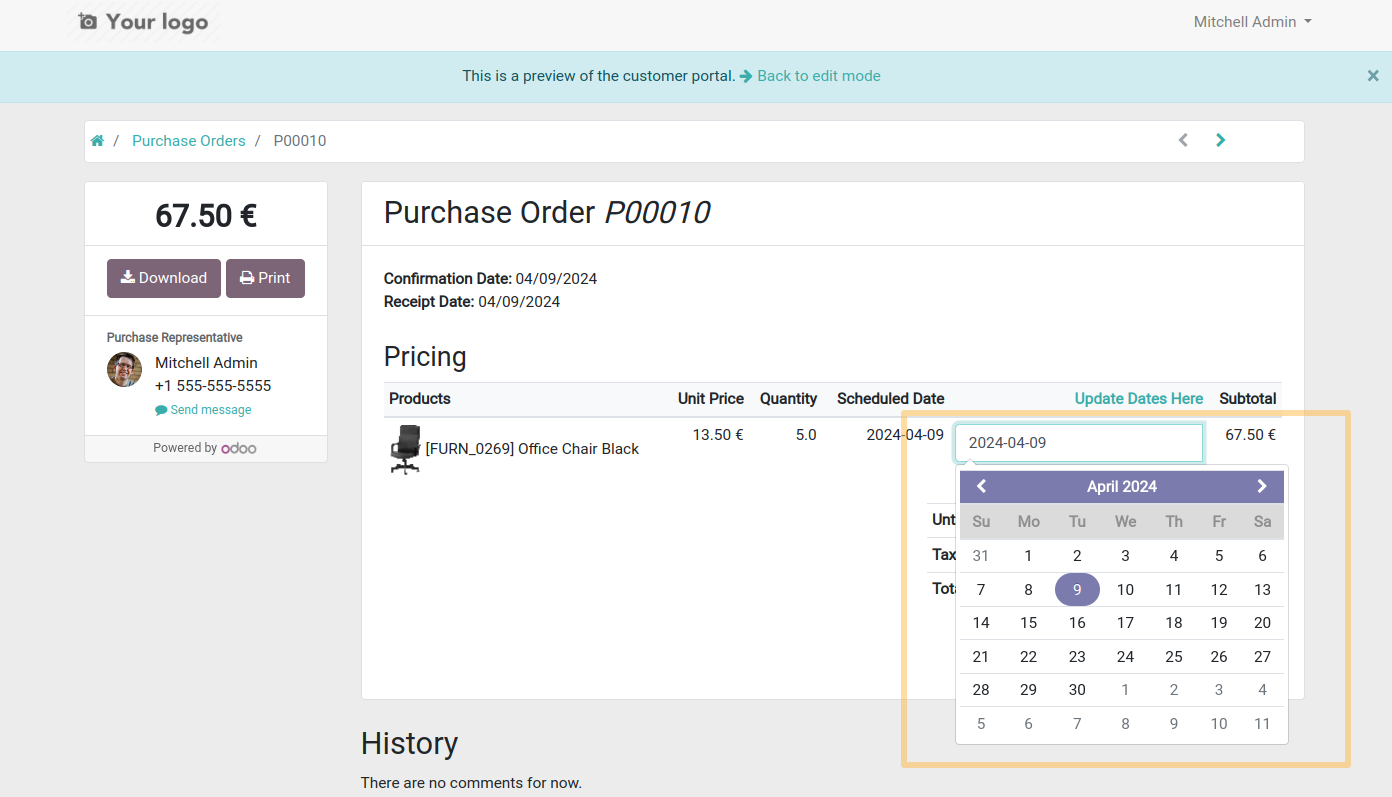 Your logo
Mitchell Admin
This is a preview of the customer portal. Back to edit mode ×
/ Purchase Orders / P00010
67.50 €
Download Print
Purchase Representative
Mitchell Admin
+1 555-555-5555
Send message
Powered by odoo
Purchase Order P00010
Confirmation Date: 04/09/2024
Receipt Date: 04/09/2024
Pricing
Products Unit Price Quantity Scheduled Date Update Dates Here Subtotal
[FURN_0269] Office Chair Black 13.50 € 5.0 2024-04-09 2024-04-09 67.50 €
Unt
Tax
Tota
April 2024
Su Mo Tu We Th Fr Sa
31 1 2 3 4 5 6
7 8 9 10 11 12 13
14 15 16 17 18 19 20
21 22 23 24 25 26 27
28 29 30 1 2 3 4
5 6 7 8 9 10 11
History
There are no comments for now.